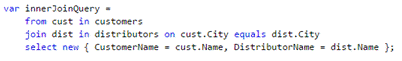 var innerJoinQuery =
from cust in customers
join dist in distributors on cust.City equals dist.City
select new { CustomerName = cust.Name, DistributorName = dist.Name };